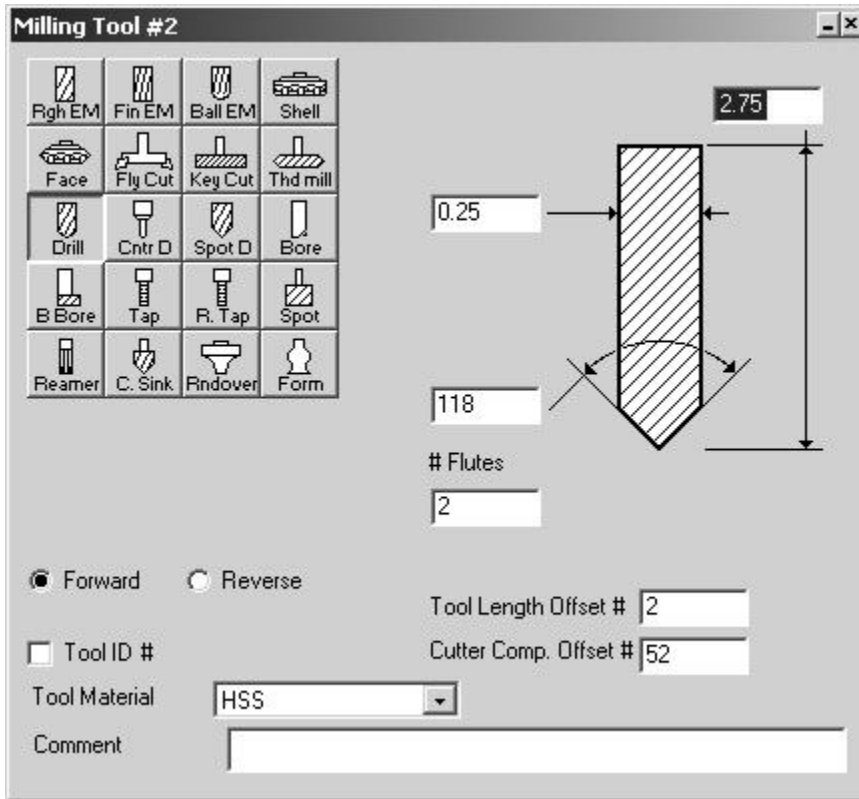 Milling Tool #2
Rgh EM Fin EM Ball EM Shell
Face Fly Cut Key Cut Thd mill
Drill Cntr D Spot D Bore
B Bore Tap R. Tap Spot
Reamer C. Sink Rndover Form
2.75
0.25
118
# Flutes
2
Forward Reverse
Tool Length Offset # 2
Tool ID #
Cutter Comp. Offset # 52
Tool Material HSS
Comment